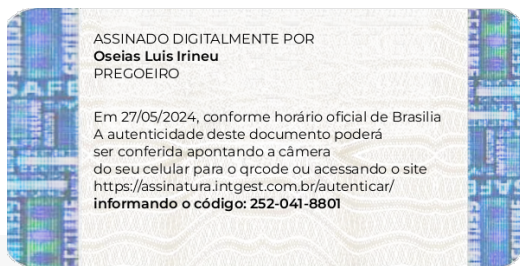 ASSINADO DIGITALMENTE POR
Oseias Luis Irineu
PREGOEIRO
Em 27/05/2024, conforme horário oficial de Brasilia
A autenticidade deste documento poderá
ser conferida apontando a câmera
do seu celular para o qrcode ou acessando o site
https://assinatura.intgest.com.br/autenticar/
informando o código: 252-041-8801